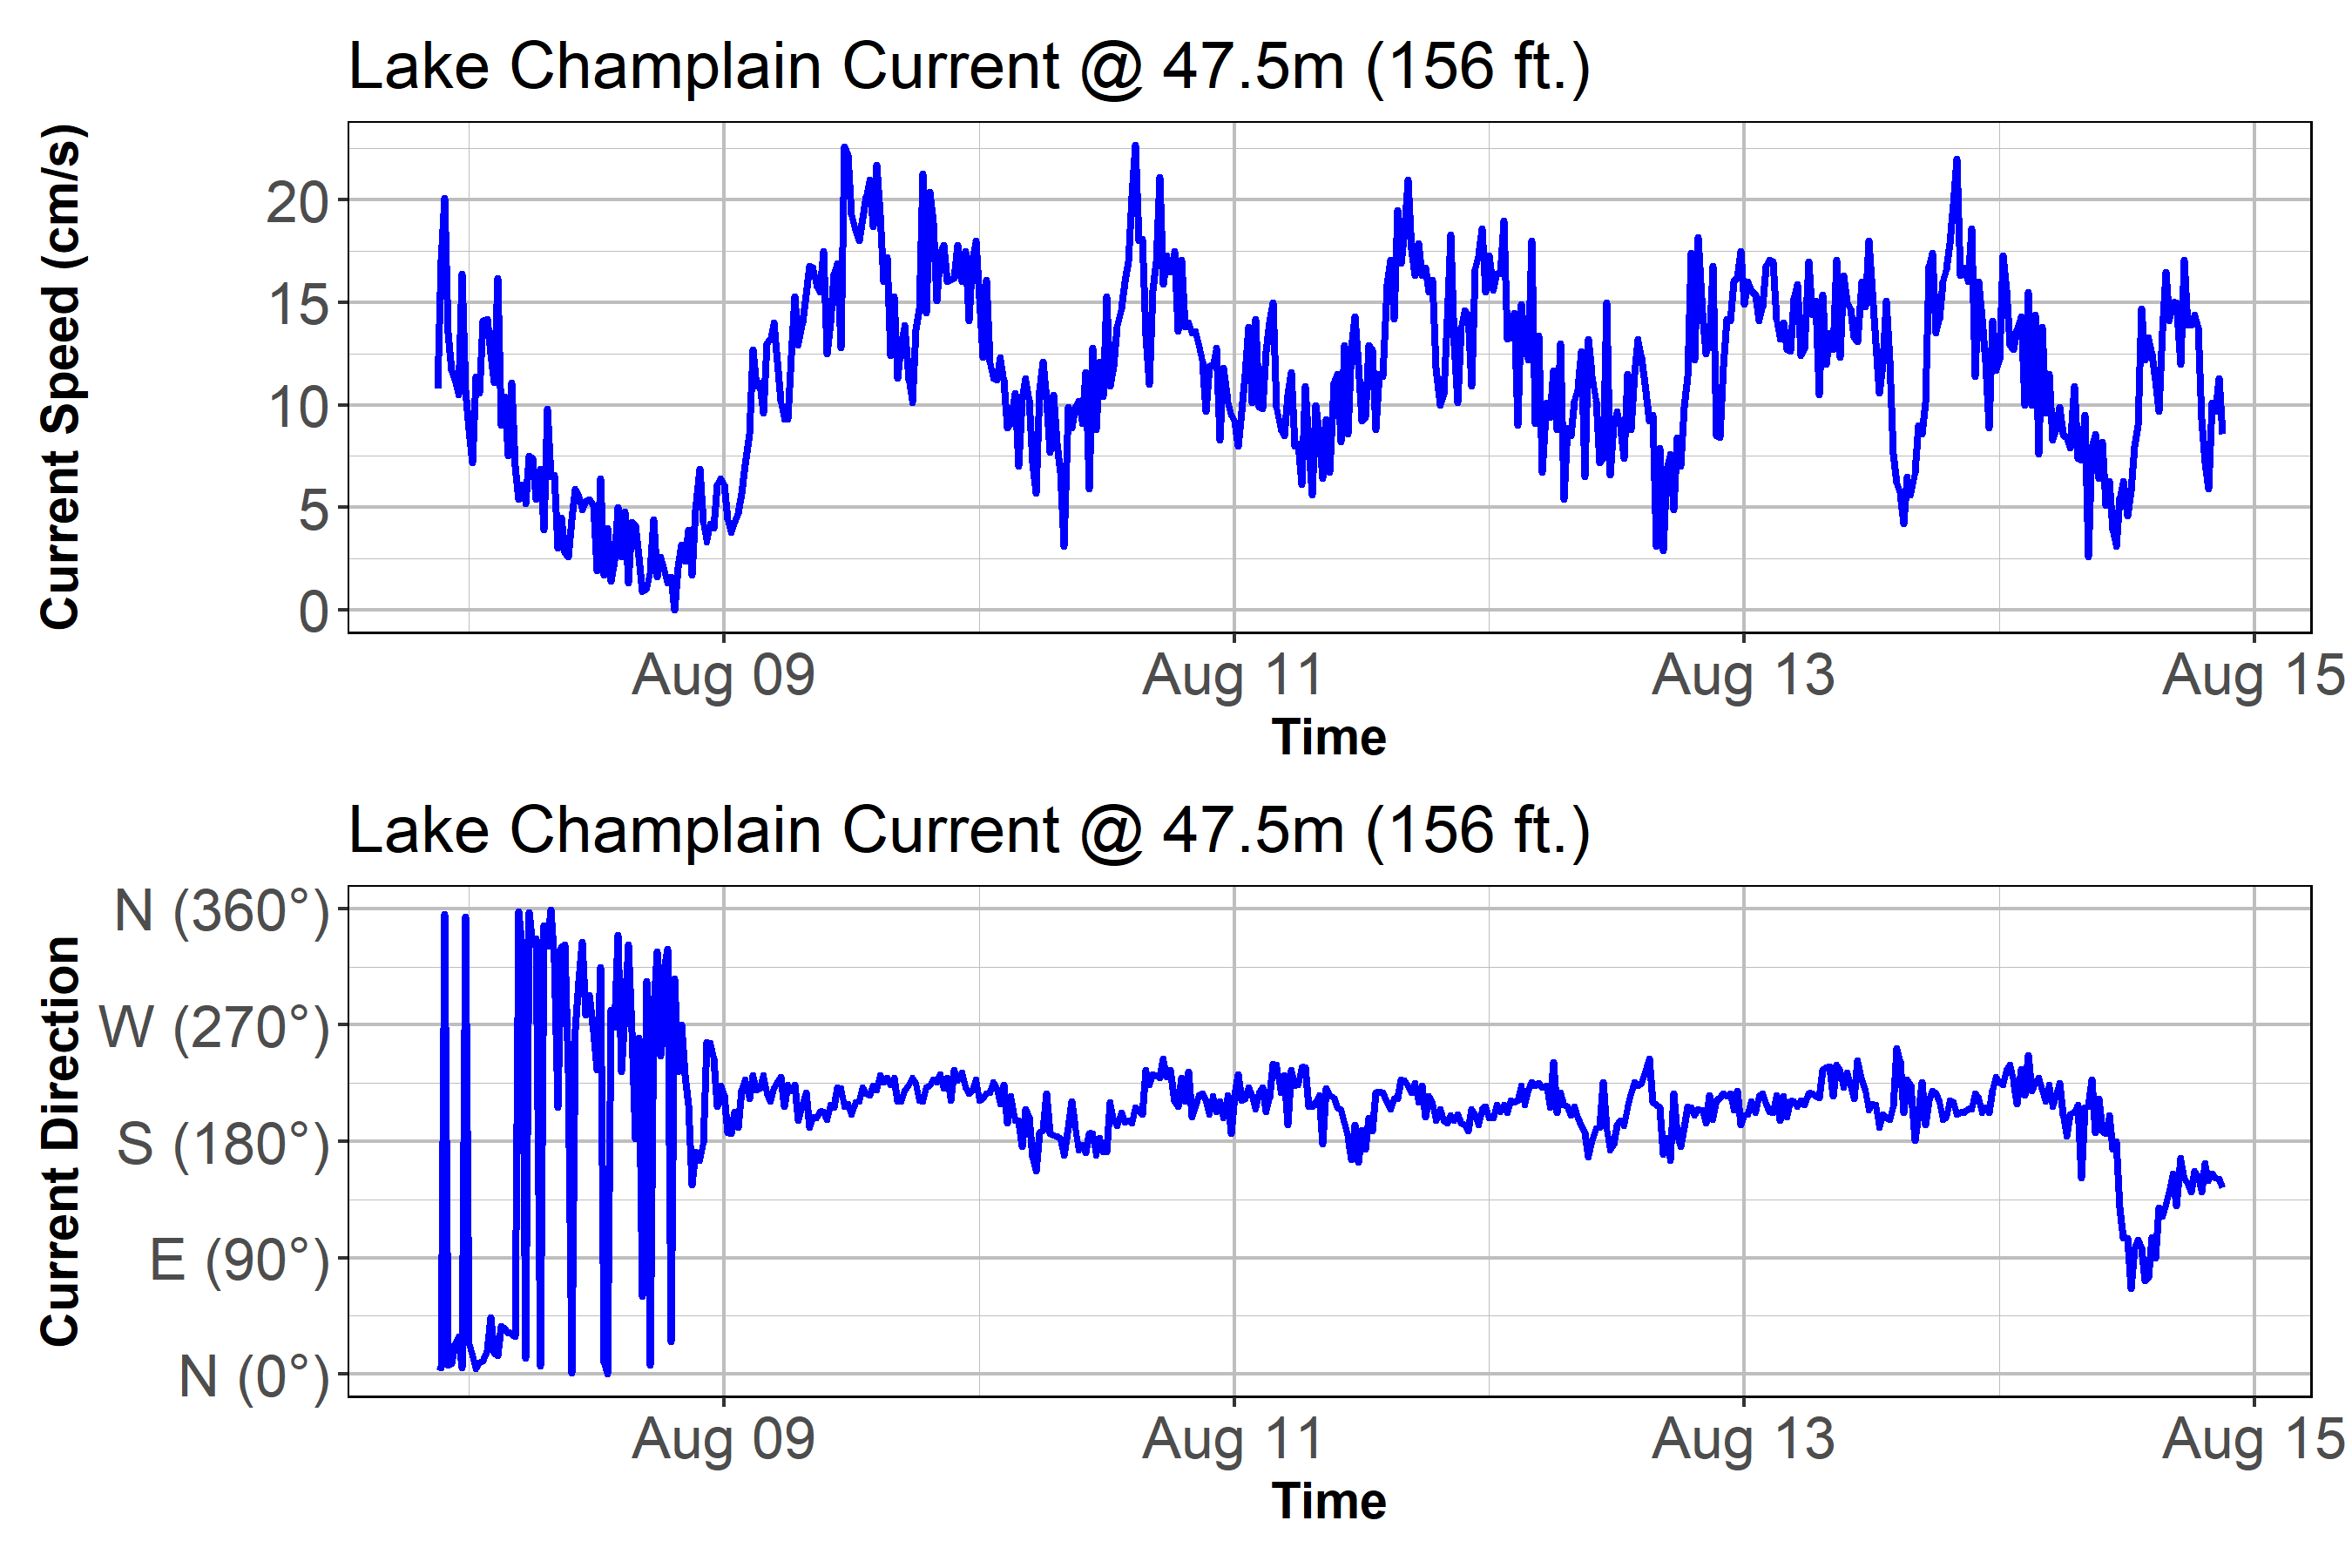 Lake Champlain Current @ 47.5m (156 ft.)
Current Speed (cm/s)
20
15
10
5
0
Aug 09 Aug 11 Aug 13 Aug 15
Time
Lake Champlain Current @ 47.5m (156 ft.)
Current Direction
N (360°)
W (270°)
S (180°)
E (90°)
N (0°)
Aug 09 Aug 11 Aug 13 Aug 15
Time